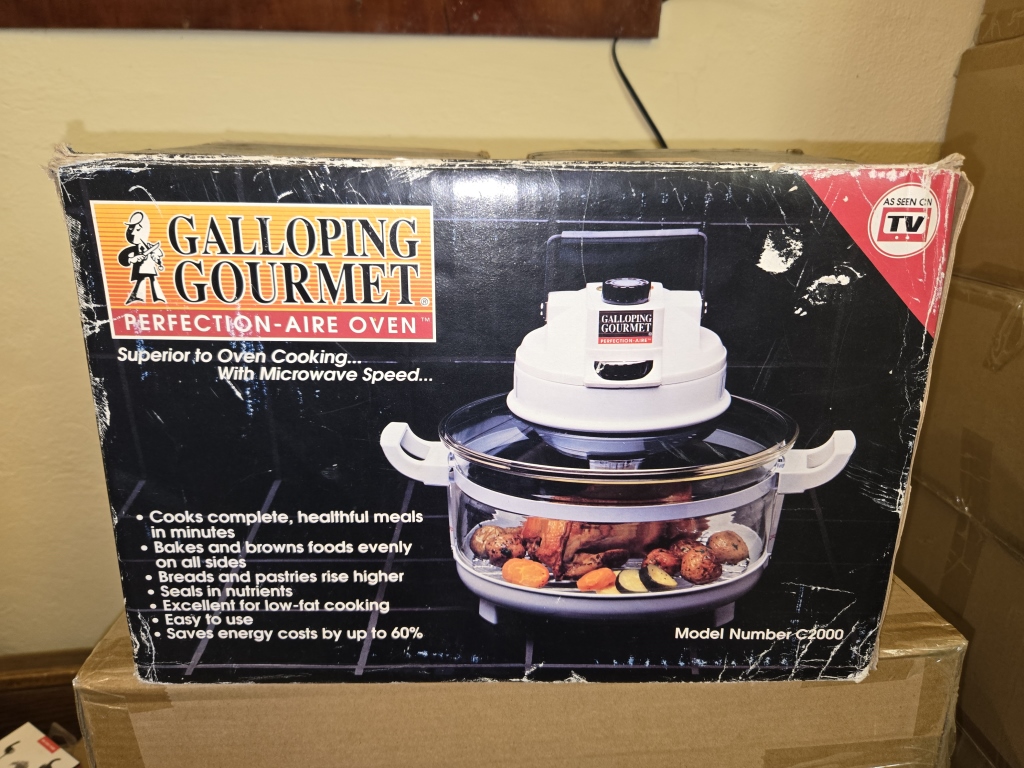 GALLOPING
GOURMET®
PERFECTION-AIRE OVEN™
Superior to Oven Cooking...
With Microwave Speed...
AS SEEN ON
TV
GALLOPING
GOURMET
PERFECTION-AIRE™
• Cooks complete, healthful meals
in minutes
• Bakes and browns foods evenly
on all sides
• Breads and pastries rise higher
• Seals in nutrients
• Excellent for low-fat cooking
• Easy to use
• Saves energy costs by up to 60%
Model Number C2000